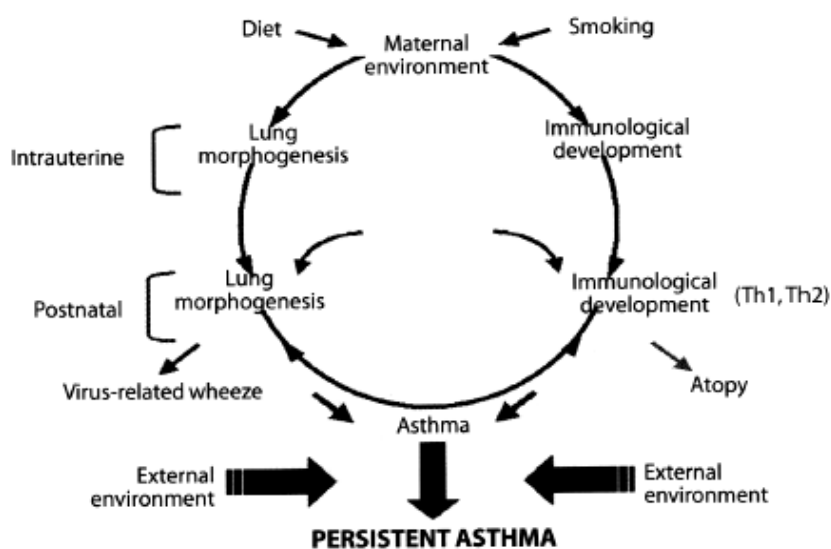 Diet
Smoking
Maternal
environment
Intrauterine
Lung
morphogenesis
Immunological
development
Postnatal
Lung
morphogenesis
Immunological
development
(Th1, Th2)
Virus-related wheeze
Atopy
Asthma
External
environment
External
environment
PERSISTENT ASTHMA